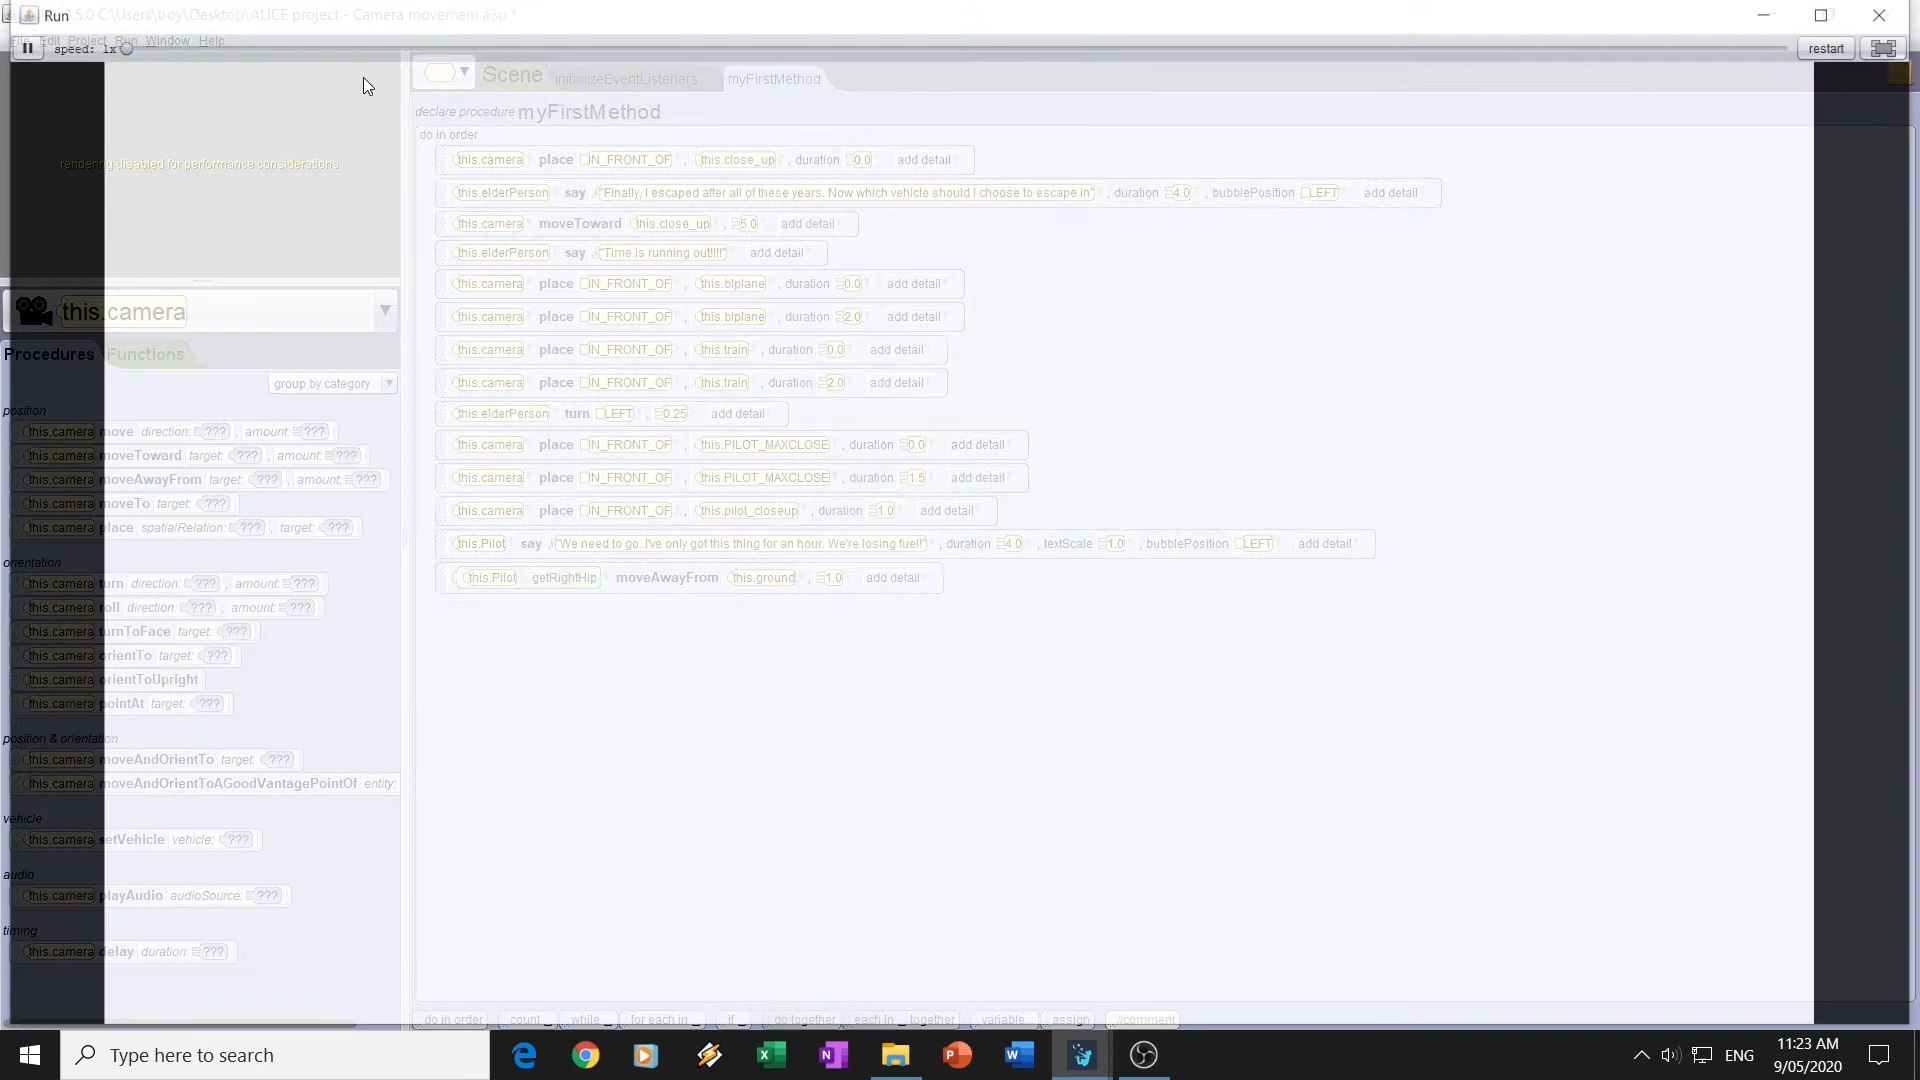 Run
3.5.0 C:\Users\troy\Desktop\ALICE project - Camera movement.a3p *
File Edit Project Run Window Help
speed: 1x
restart
Scene initializeEventListeners myFirstMethod
declare procedure myFirstMethod
do in order
this.camera place IN_FRONT_OF , this.close_up , duration 0.0 add detail
this.elderPerson say "Finally, I escaped after all of these years. Now which vehicle should I choose to escape in" , duration 4.0 , bubblePosition LEFT add detail
this.camera moveToward this.close_up , 5.0 add detail
this.elderPerson say "Time is running out!!!!" add detail
this.camera place IN_FRONT_OF , this.biplane , duration 0.0 add detail
this.camera place IN_FRONT_OF , this.biplane , duration 2.0 add detail
this.camera place IN_FRONT_OF , this.train , duration 0.0 add detail
this.camera place IN_FRONT_OF , this.train , duration 2.0 add detail
this.elderPerson turn LEFT , 0.25 add detail
this.camera place IN_FRONT_OF , this.PILOT_MAXCLOSE , duration 0.0 add detail
this.camera place IN_FRONT_OF , this.PILOT_MAXCLOSE , duration 1.5 add detail
this.camera place IN_FRONT_OF , this.pilot_closeup , duration 1.0 add detail
this.Pilot say "We need to go. I've only got this thing for an hour. We're losing fuel!" , duration 4.0 , textScale 1.0 , bubblePosition LEFT add detail
this.Pilot getRightHip moveAwayFrom this.ground , 1.0 add detail
rendering disabled for performance considerations
this.camera
Procedures Functions
group by category
position
this.camera move direction: ??? , amount: ???
this.camera moveToward target: ??? , amount: ???
this.camera moveAwayFrom target: ??? , amount: ???
this.camera moveTo target: ???
this.camera place spatialRelation: ??? , target: ???
orientation
this.camera turn direction: ??? , amount: ???
this.camera roll direction: ??? , amount: ???
this.camera turnToFace target: ???
this.camera orientTo target: ???
this.camera orientToUpright
this.camera pointAt target: ???
position & orientation
this.camera moveAndOrientTo target: ???
this.camera moveAndOrientToAGoodVantagePointOf entity:
vehicle
this.camera setVehicle vehicle: ???
audio
this.camera playAudio audioSource: ???
timing
this.camera delay duration: ???
do in order count _ while _ for each in _ if _ do together each in _ together variable assign //comment
Type here to search
ENG
11:23 AM
9/05/2020